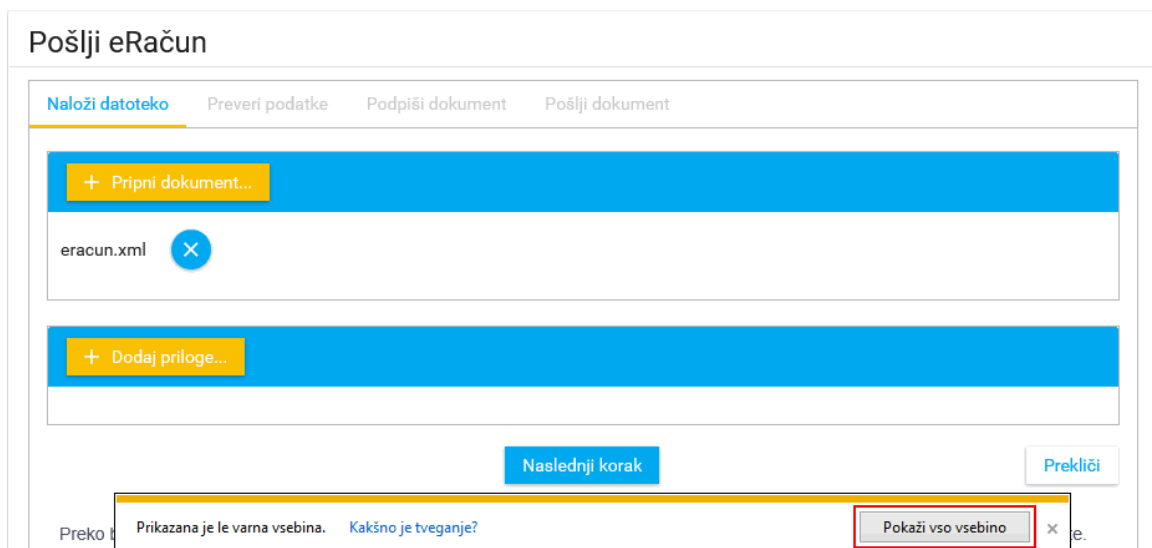 Pošlji eRačun
Naloži datoteko Preveri podatke Podpiši dokument Pošlji dokument
+ Pripni dokument...
eracun.xml
+ Dodaj priloge...
Naslednji korak Prekliči
Prikazana je le varna vsebina. Kakšno je tveganje? Pokaži vso vsebino
Preko